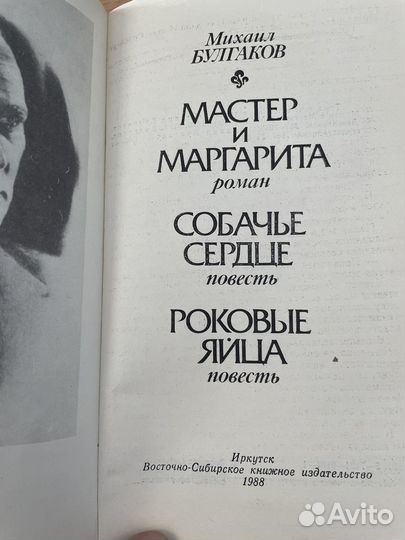 Михаил
БУЛГАКОВ
МАСТЕР
И
МАРГАРИТА
роман
СОБАЧЬЕ
СЕРДЦЕ
повесть
РОКОВЫЕ
ЯЙЦА
повесть
Иркутск
Восточно-Сибирское книжное издательство
1988
Avito